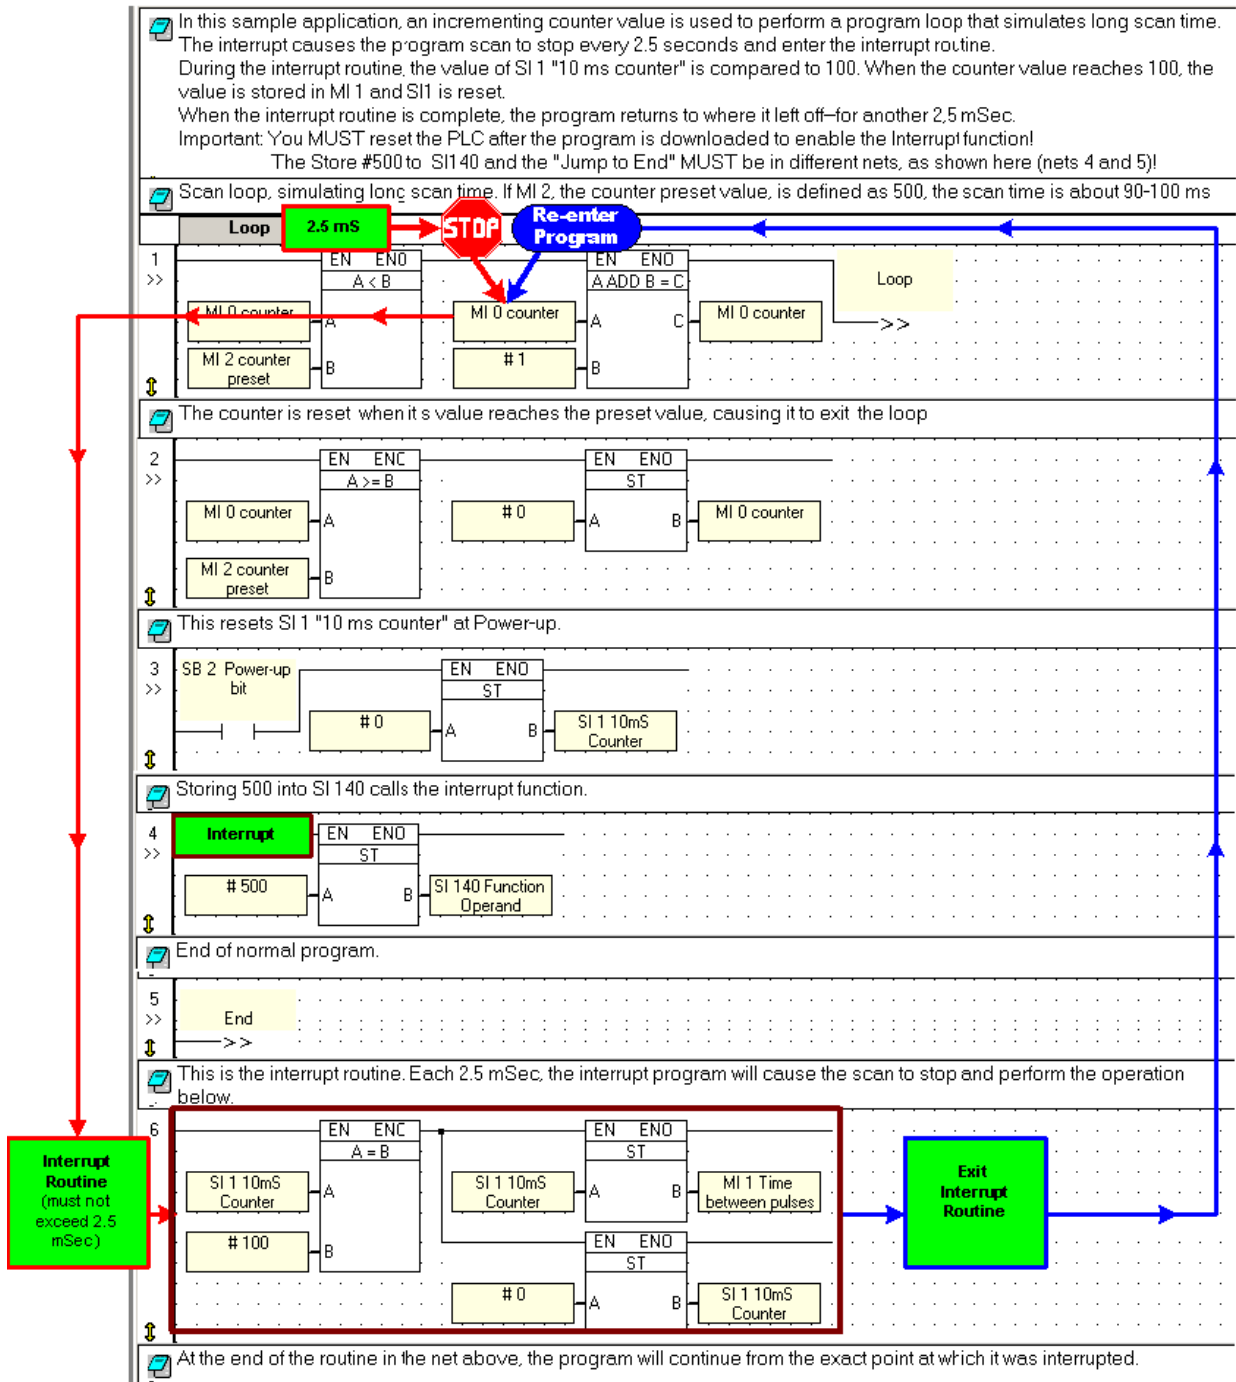 In this sample application, an incrementing counter value is used to perform a program loop that simulates long scan time.
The interrupt causes the program scan to stop every 2.5 seconds and enter the interrupt routine.
During the interrupt routine, the value of SI 1 "10 ms counter" is compared to 100. When the counter value reaches 100, the
value is stored in MI 1 and SI1 is reset.
When the interrupt routine is complete, the program returns to where it left off–for another 2,5 mSec.
Important: You MUST reset the PLC after the program is downloaded to enable the Interrupt function!
The Store #500 to SI140 and the "Jump to End" MUST be in different nets, as shown here (nets 4 and 5)!
Scan loop, simulating long scan time. If MI 2, the counter preset value, is defined as 500, the scan time is about 90-100 ms
Loop
2.5 mS
STOP
Re-enter
Program
1
>>
EN ENO
A < B
EN ENO
A ADD B = C
Loop
>>
MI 0 counter
A
MI 0 counter
A
C
MI 0 counter
MI 2 counter
preset
B
# 1
B
The counter is reset when it s value reaches the preset value, causing it to exit the loop
2
>>
EN ENC
A >= B
EN ENO
ST
MI 0 counter
A
# 0
A
B
MI 0 counter
MI 2 counter
preset
B
This resets SI 1 "10 ms counter" at Power-up.
3
>>
SB 2 Power-up
bit
EN ENO
ST
# 0
A
B
SI 1 10mS
Counter
Storing 500 into SI 140 calls the interrupt function.
4
>>
Interrupt
EN ENO
ST
# 500
A
B
SI 140 Function
Operand
End of normal program.
5
>>
End
>>
This is the interrupt routine. Each 2.5 mSec, the interrupt program will cause the scan to stop and perform the operation
below.
6
EN ENC
A = B
EN ENO
ST
Interrupt
Routine
(must not
exceed 2.5
mSec)
SI 1 10mS
Counter
A
SI 1 10mS
Counter
A
B
MI 1 Time
between pulses
Exit
Interrupt
Routine
# 100
B
EN ENO
ST
# 0
A
B
SI 1 10mS
Counter
At the end of the routine in the net above, the program will continue from the exact point at which it was interrupted.